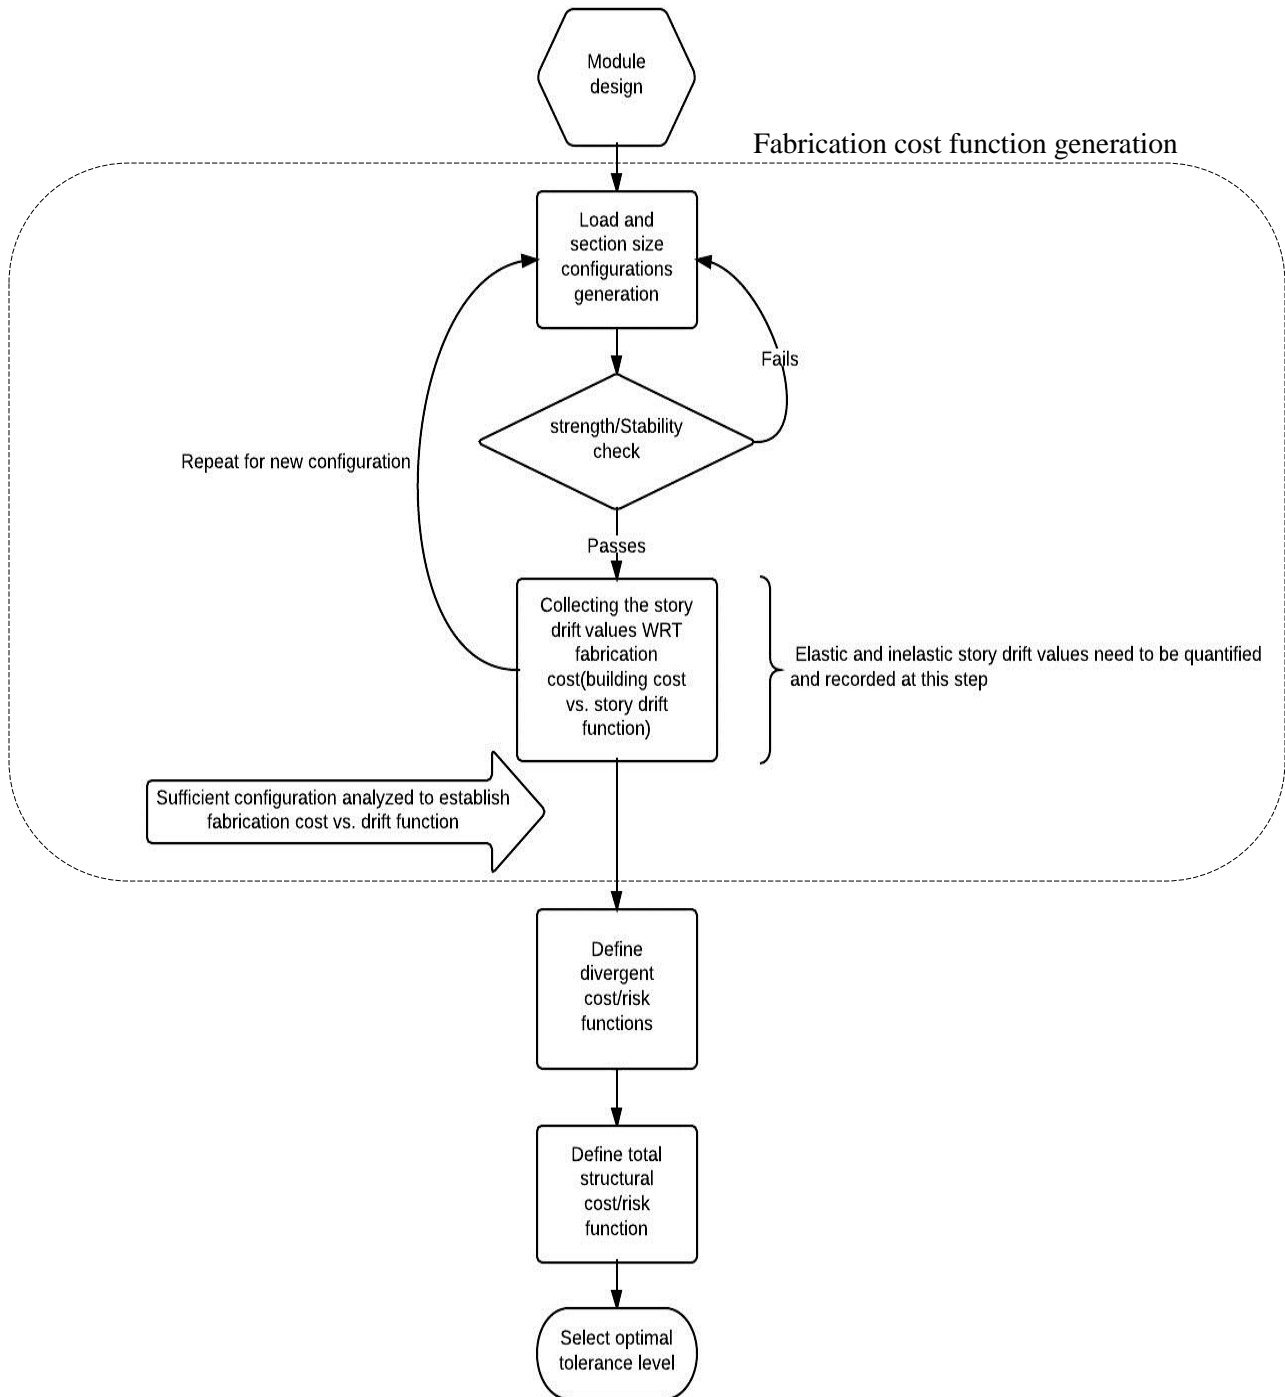 Module
design
Fabrication cost function generation
Load and
section size
configurations
generation
Fails
strength/Stability
check
Repeat for new configuration
Passes
Collecting the story
drift values WRT
fabrication
cost(building cost
vs. story drift
function)
Elastic and inelastic story drift values need to be quantified
and recorded at this step
Sufficient configuration analyzed to establish
fabrication cost vs. drift function
Define
divergent
cost/risk
functions
Define total
structural
cost/risk
function
Select optimal
tolerance level